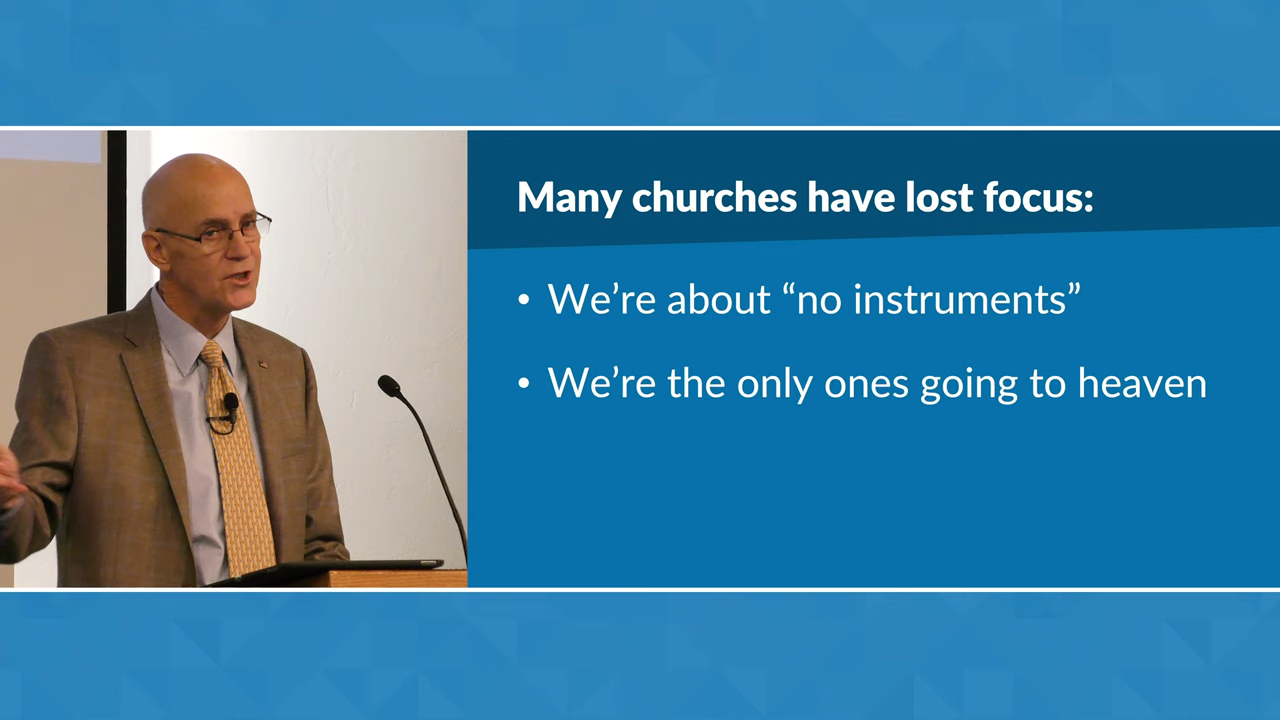 Many churches have lost focus:
• We’re about “no instruments”
• We’re the only ones going to heaven